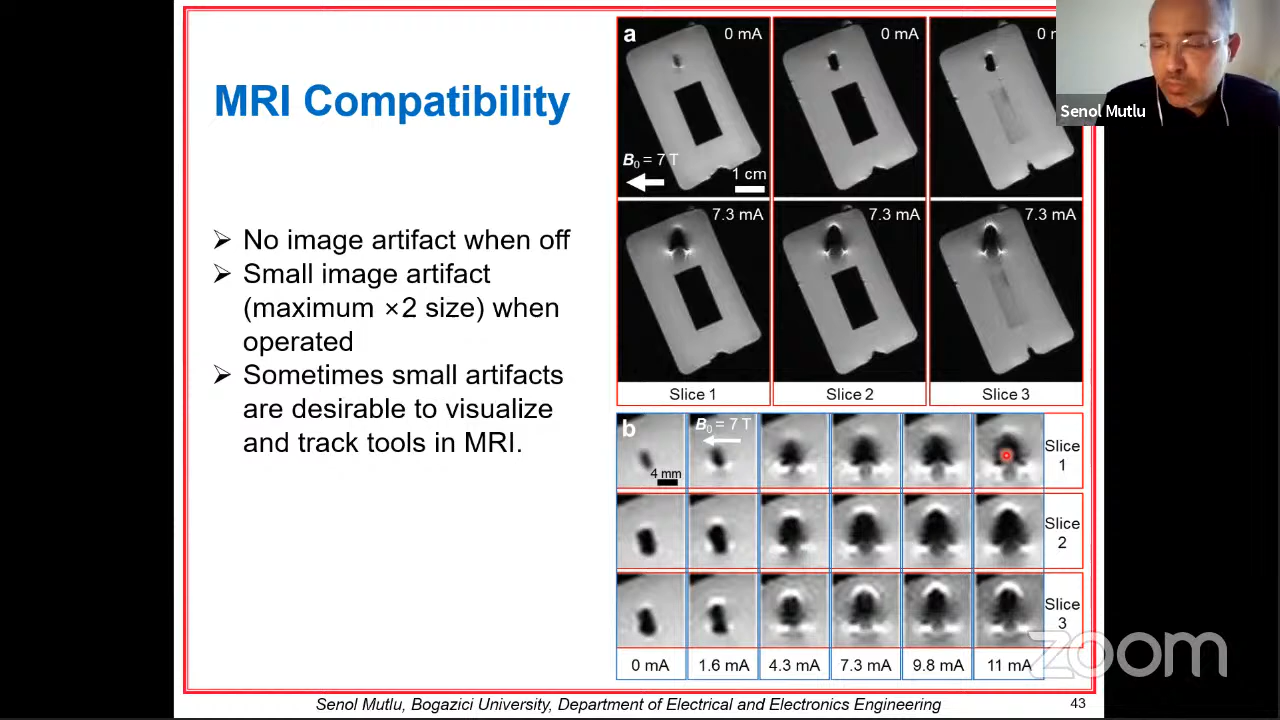 MRI Compatibility
➢ No image artifact when off
➢ Small image artifact
(maximum ×2 size) when
operated
➢ Sometimes small artifacts
are desirable to visualize
and track tools in MRI.
a
0 mA
0 mA
0 m
B0 = 7 T
1 cm
7.3 mA
7.3 mA
7.3 mA
Slice 1
Slice 2
Slice 3
b
B0 = 7 T
4 mm
Slice
1
Slice
2
Slice
3
0 mA
1.6 mA
4.3 mA
7.3 mA
9.8 mA
11 mA
Senol Mutlu
zoom
Senol Mutlu, Bogazici University, Department of Electrical and Electronics Engineering
43